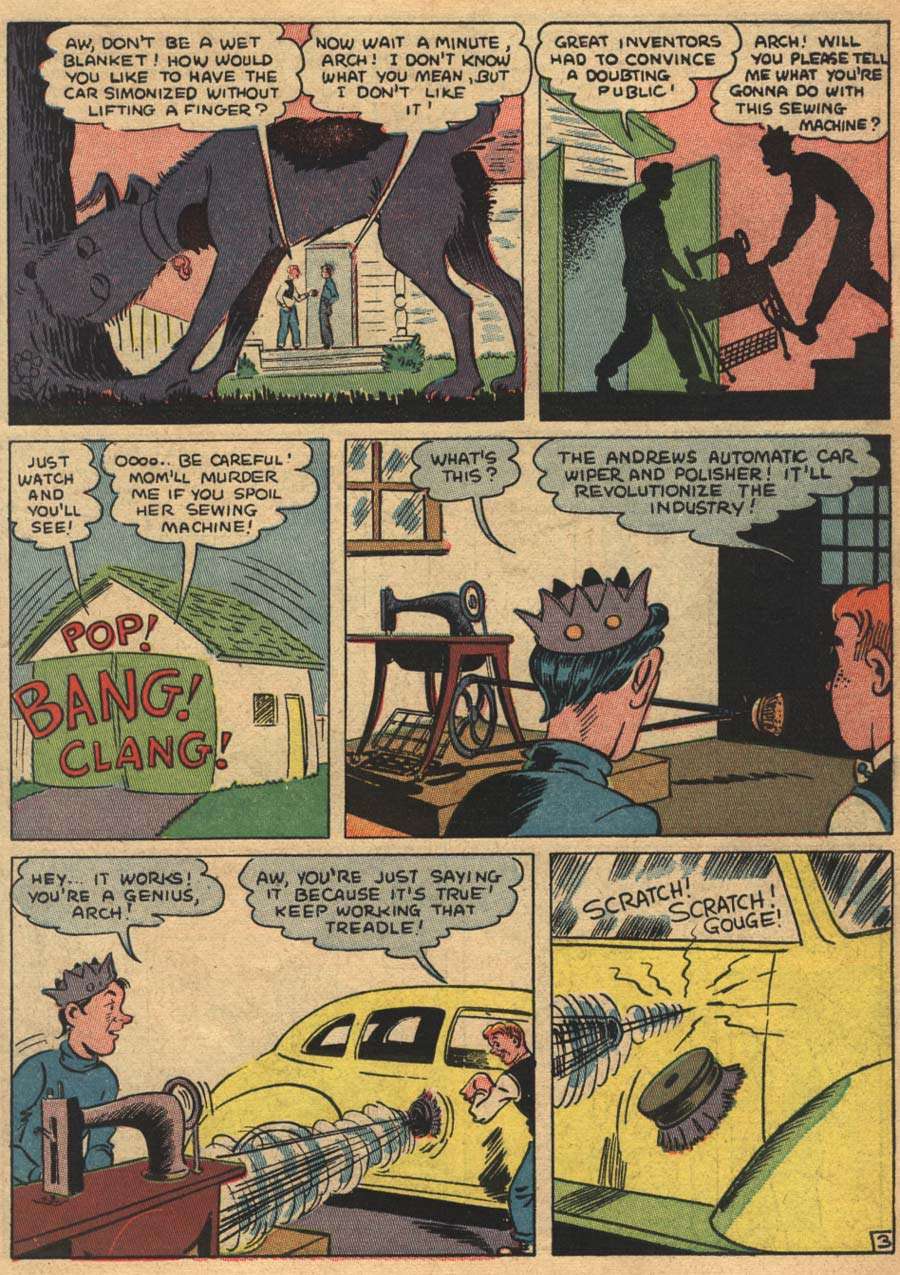 AW, DON'T BE A WET
BLANKET! HOW WOULD
YOU LIKE TO HAVE THE
CAR SIMONIZED WITHOUT
LIFTING A FINGER?
NOW WAIT A MINUTE,
ARCH! I DON'T KNOW
WHAT YOU MEAN, BUT
I DON'T LIKE
IT!
GREAT INVENTORS
HAD TO CONVINCE
A DOUBTING
PUBLIC!
ARCH! WILL
YOU PLEASE TELL
ME WHAT YOU'RE
GONNA DO WITH
THIS SEWING
MACHINE?
JUST
WATCH
AND
YOU'LL
SEE!
OOOO.. BE CAREFUL!
MOM'LL MURDER
ME IF YOU SPOIL
HER SEWING
MACHINE!
POP!
BANG!
CLANG!
WHAT'S
THIS?
THE ANDREWS AUTOMATIC CAR
WIPER AND POLISHER! IT'LL
REVOLUTIONIZE THE
INDUSTRY!
HEY... IT WORKS!
YOU'RE A GENIUS,
ARCH!
AW, YOU'RE JUST SAYING
IT BECAUSE IT'S TRUE!
KEEP WORKING THAT
TREADLE!
SCRATCH!
SCRATCH!
GOUGE!
3